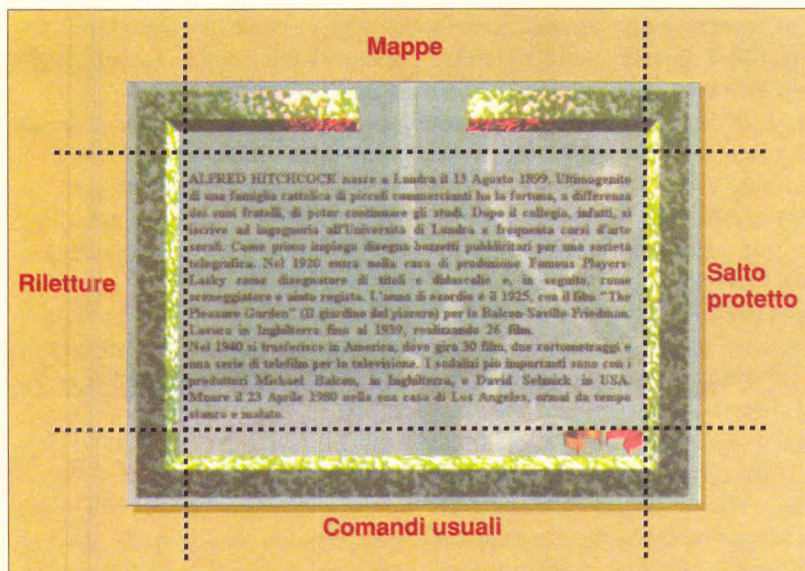 Mappe
ALFRED HITCHCOCK nasce a Londra il 13 Agosto 1899. Ultimogenito
di una famiglia cattolica di piccoli commercianti ha la fortuna, a differenza
dei suoi fratelli, di poter continuare gli studi. Dopo il collegio, infatti, si
iscrive ad ingegneria all'Università di Londra e frequenta corsi d'arte
serali. Come primo impiego disegna bozzetti pubblicitari per una società
telegrafica. Nel 1920 entra nella casa di produzione Famous Players-
Lasky come disegnatore di titoli e didascalie e, in seguito, come
sceneggiatore e aiuto regista. L'anno di esordio è il 1925, con il film "The
Pleasure Garden" (Il giardino del piacere) per la Balcon-Saville-Friedman.
Lavora in Inghilterra fino al 1939, realizzando 26 film.
Nel 1940 si trasferisce in America, dove gira 30 film, due cortometraggi e
una serie di telefilm per la televisione. I sodalizi più importanti sono con i
produttori Michael Balcon, in Inghilterra, e David Selznick in USA.
Muore il 23 Aprile 1980 nella sua casa di Los Angeles, ormai da tempo
stanco e malato.
Riletture
Salto
protetto
Comandi usuali